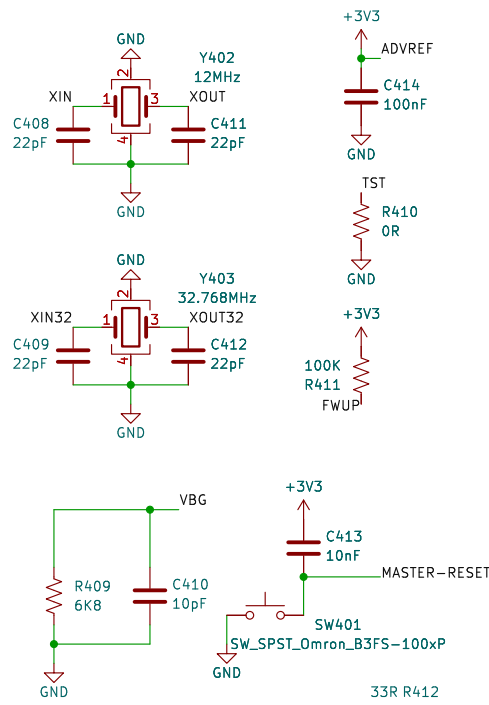 GND
Y402
12MHz
XIN
2
XOUT
1
3
C408
22pF
4
C411
22pF
GND
+3V3
ADVREF
C414
100nF
GND
TST
R410
0R
GND
GND
Y403
32.768MHz
XIN32
2
XOUT32
1
3
C409
22pF
4
C412
22pF
GND
+3V3
100K
R411
FWUP
VBG
R409
6K8
C410
10pF
GND
+3V3
C413
10nF
MASTER-RESET
SW401
SW_SPST_Omron_B3FS-100xP
GND
33R R412